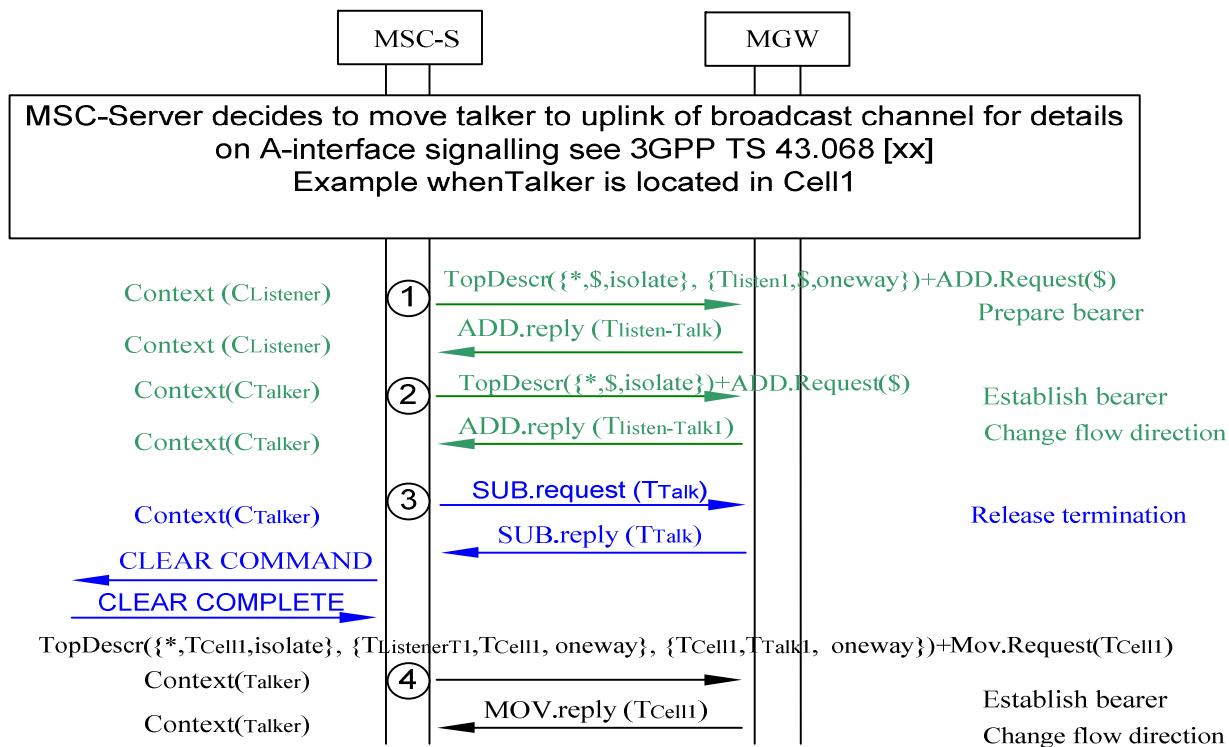 MSC-S
MGW
MSC-Server decides to move talker to uplink of broadcast channel for details
on A-interface signalling see 3GPP TS 43.068 [xx]
Example whenTalker is located in Cell1
TopDescr({*,$,isolate}, {Tlisten1,$,oneway})+ADD.Request($)
Context (CListener)
1
Prepare bearer
ADD.reply (Tlisten-Talk)
Context (CListener)
TopDescr({*,$,isolate})+ADD.Request($)
Context(CTalker)
2
Establish bearer
ADD.reply (Tlisten-Talk1)
Context(CTalker)
Change flow direction
SUB.request (TTalk)
3
Context(CTalker)
Release termination
SUB.reply (TTalk)
CLEAR COMMAND
CLEAR COMPLETE
TopDescr({*,TCell1,isolate}, {TListenerT1,TCell1, oneway}, {TCell1,TTalk1, oneway})+Mov.Request(TCell1)
Context(Talker)
4
Establish bearer
MOV.reply (TCell1)
Context(Talker)
Change flow direction